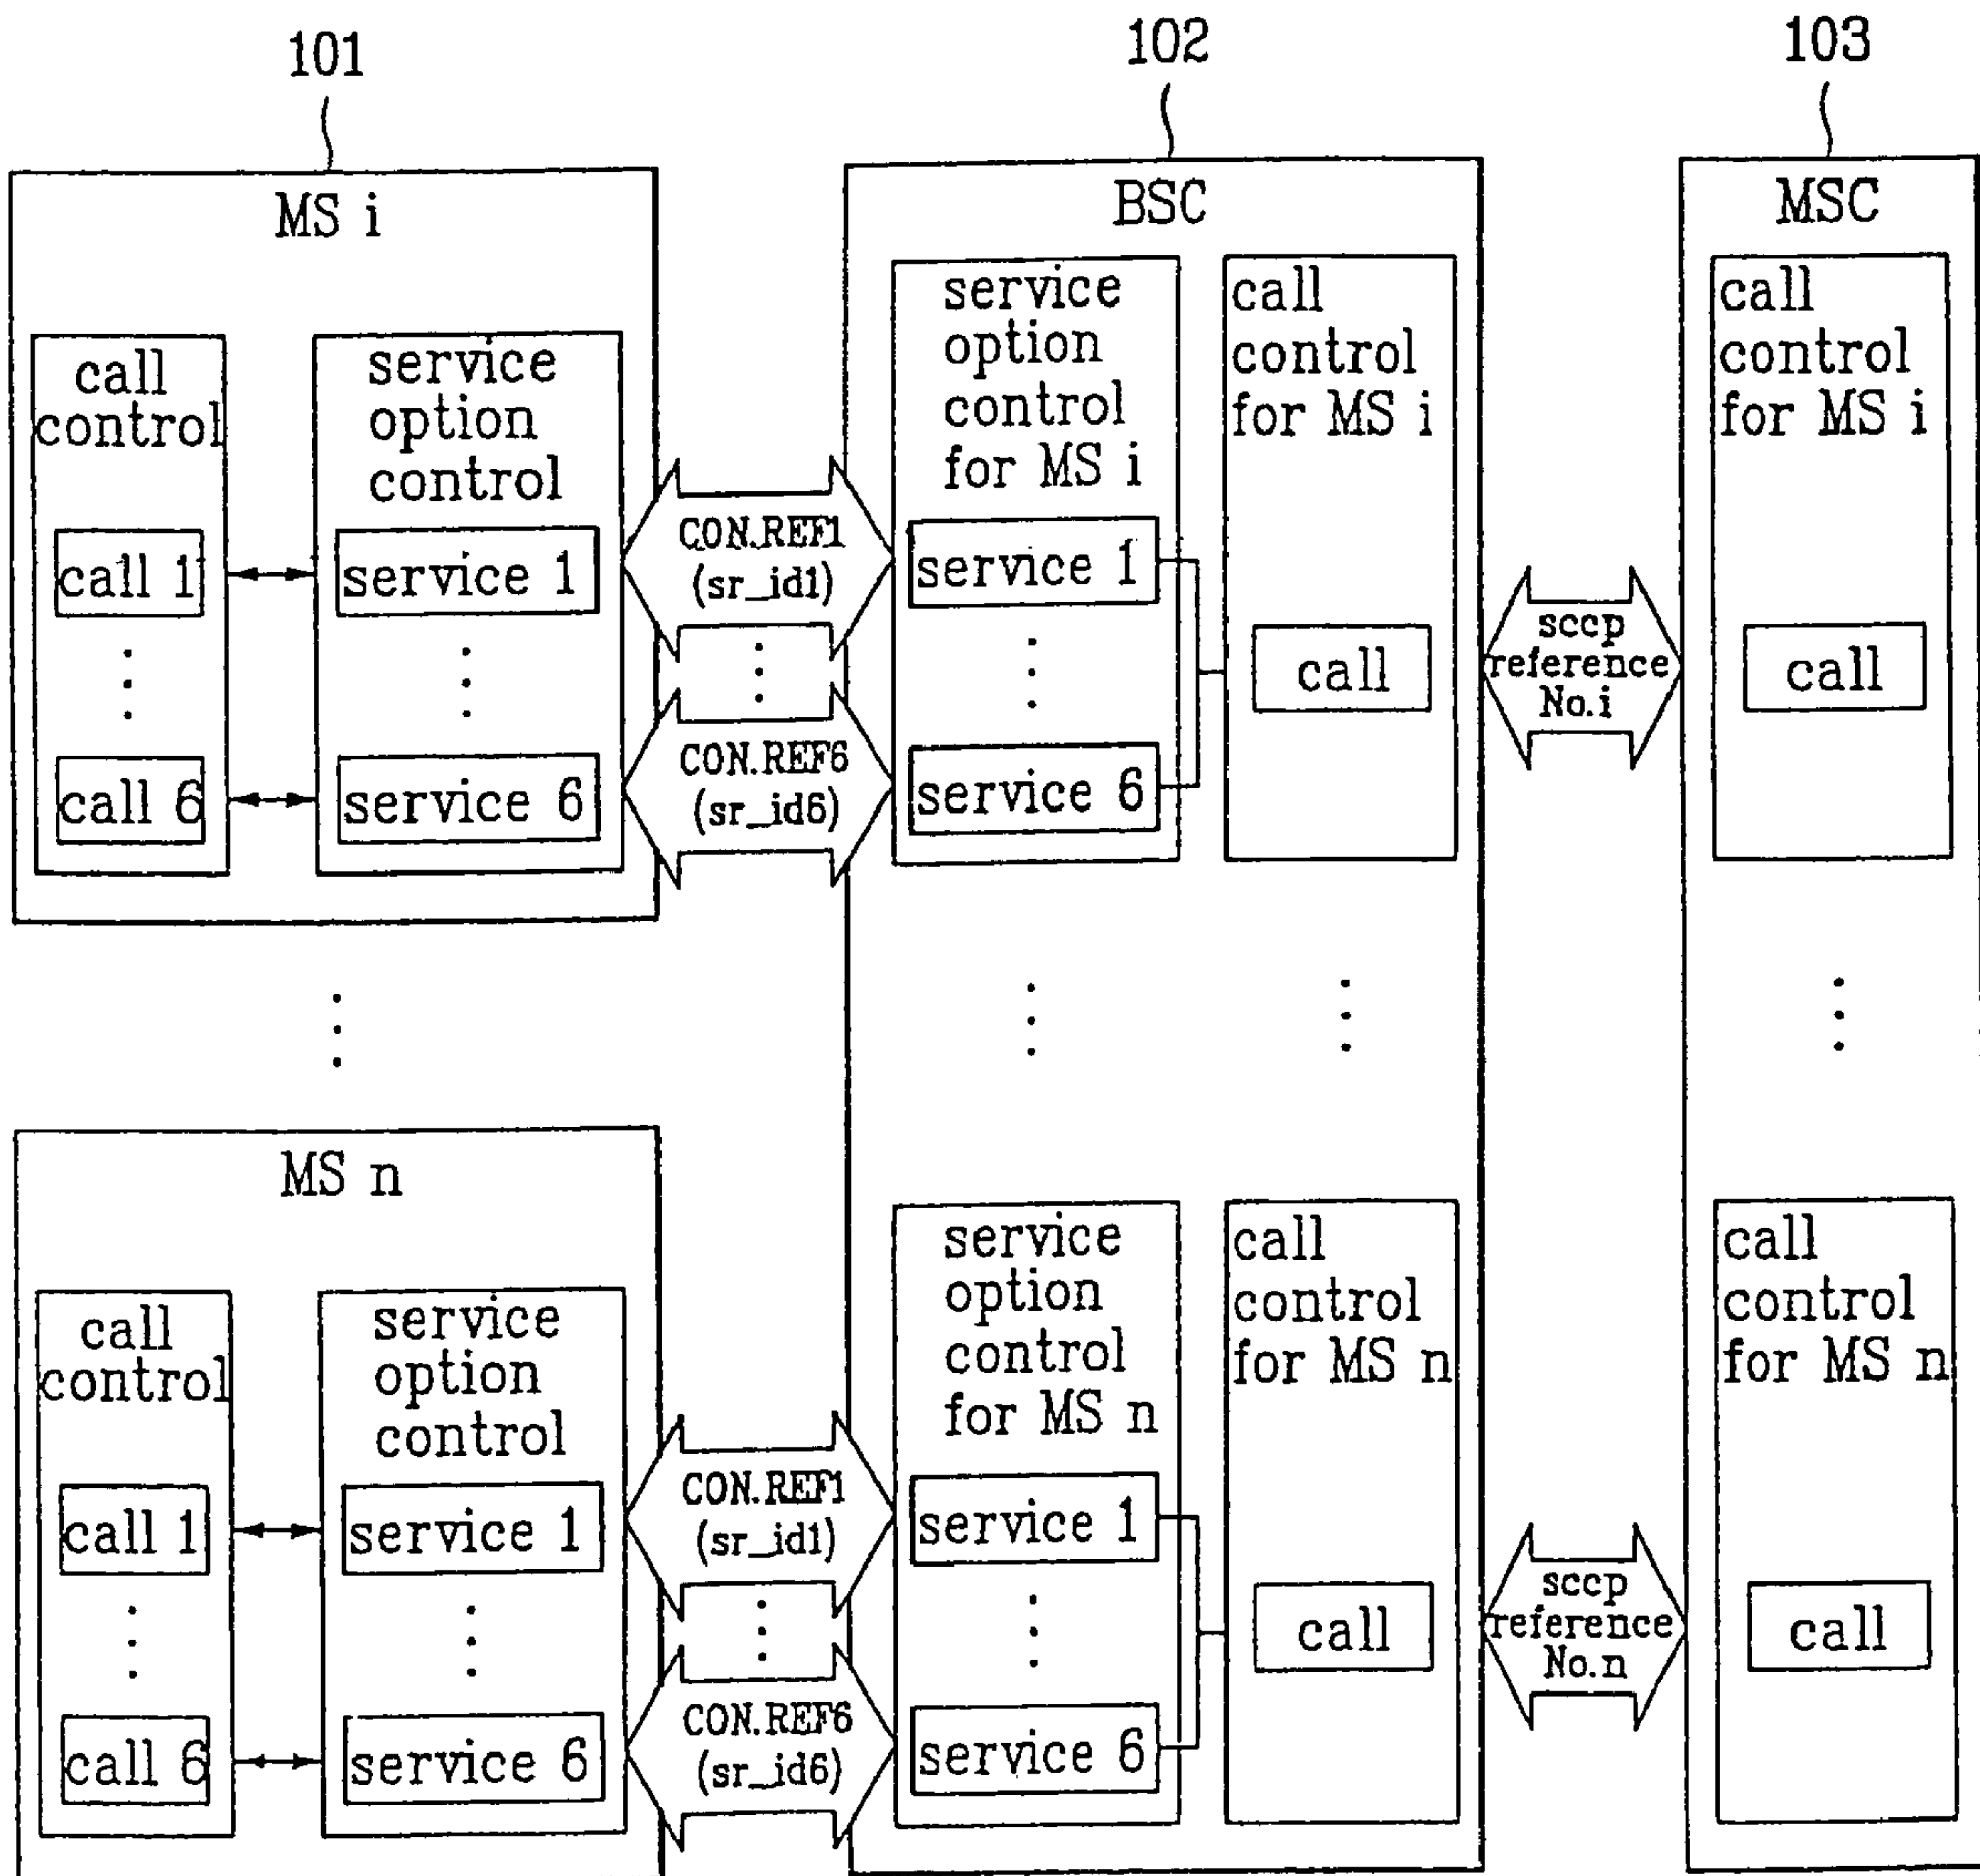 101
102
103
MS i
BSC
MSC
call
control
call 1
call 6
service
option
control
service 1
service 6
CON.REF1
(sr_id1)
CON.REF6
(sr_id6)
service
option
control
for MS i
service 1
service 6
call
control
for MS i
call
sccp
reference
No.i
call
control
for MS i
call
MS n
call
control
call 1
call 6
service
option
control
service 1
service 6
CON.REF1
(sr_id1)
CON.REF6
(sr_id6)
service
option
control
for MS n
service 1
service 6
call
control
for MS n
call
sccp
reference
No.n
call
control
for MS n
call